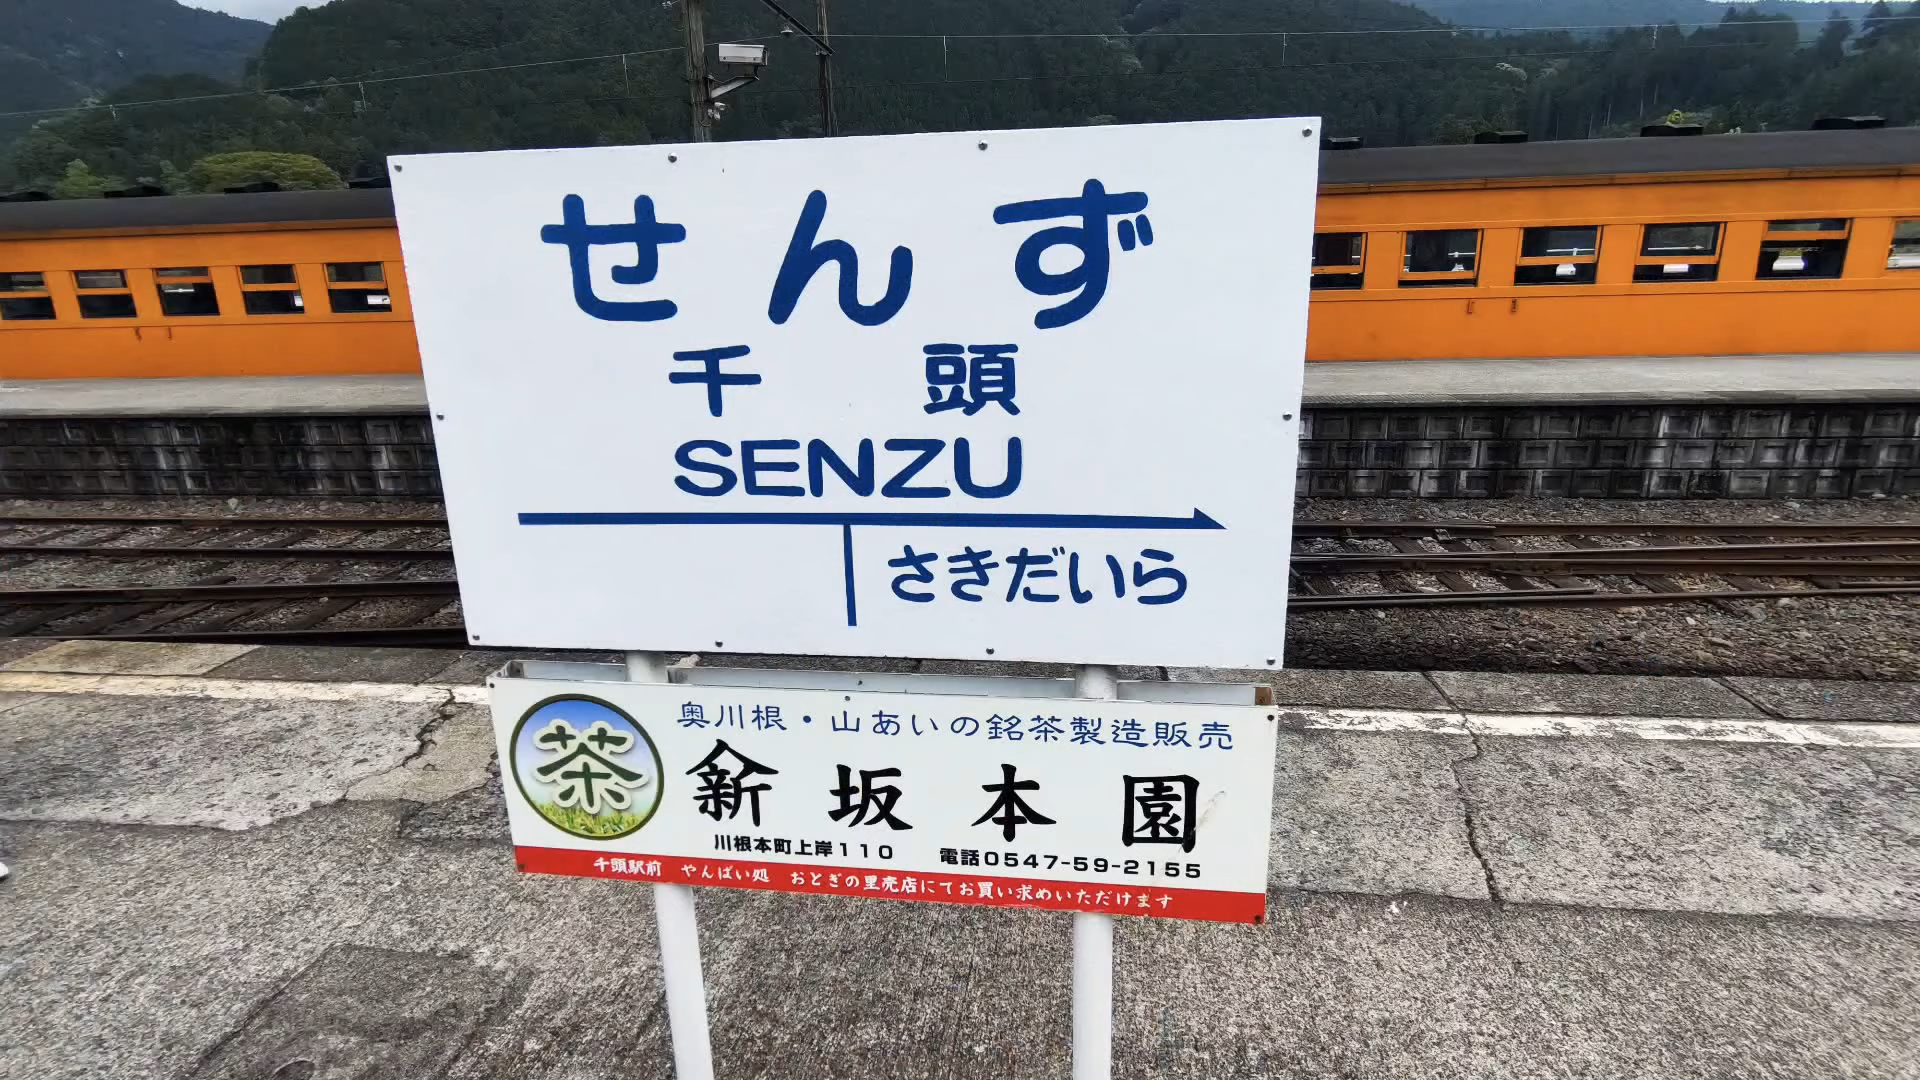 せんず
千頭
SENZU
さきだいら
茶
奥川根・山あいの銘茶製造販売
新坂本園
川根本町上岸110 電話0547-59-2155
千頭駅前 やんばい処 おとぎの里売店にてお買い求めいただけます